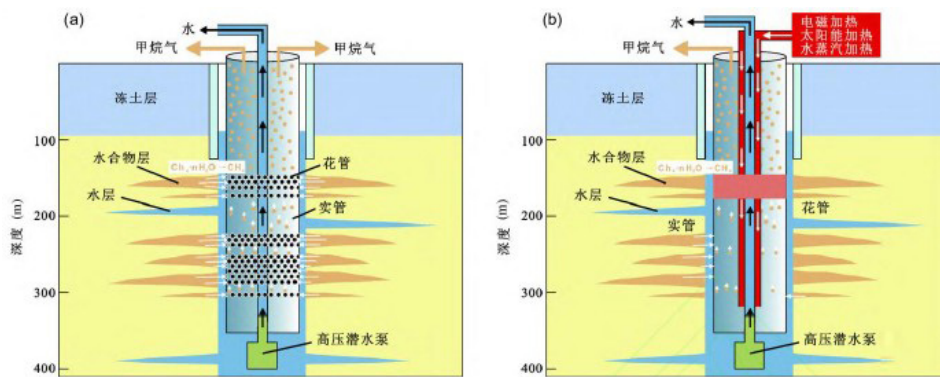 (a)
水
甲烷气
甲烷气
冻土层
100
水合物层
Ch₄·nH₂O→CH₄
花管
水层
200
实管
深度 (m)
300
高压潜水泵
400
(b)
水
电磁加热
太阳能加热
水蒸汽加热
甲烷气
冻土层
100
水合物层
Ch₄·nH₂O→CH₄
水层
200
花管
实管
深度 (m)
300
高压潜水泵
400